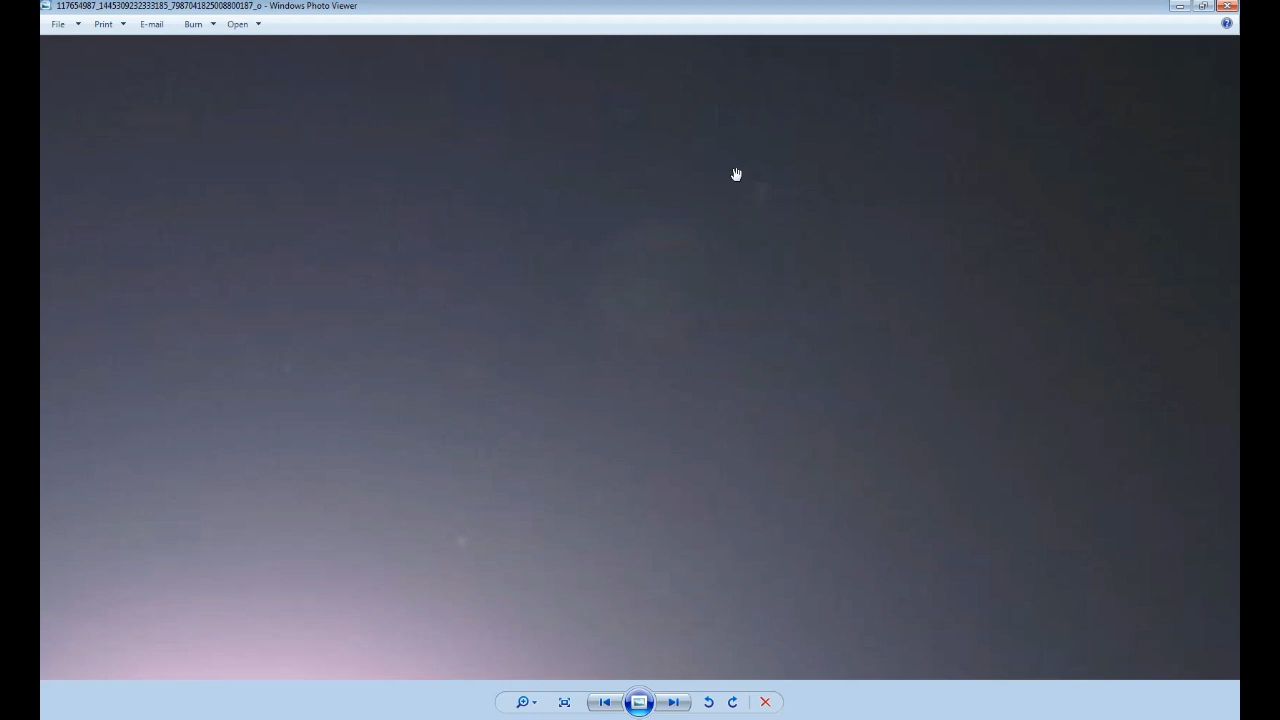 117654987_1445309232333185_7987041825008800187_o - Windows Photo Viewer
File Print E-mail Burn Open